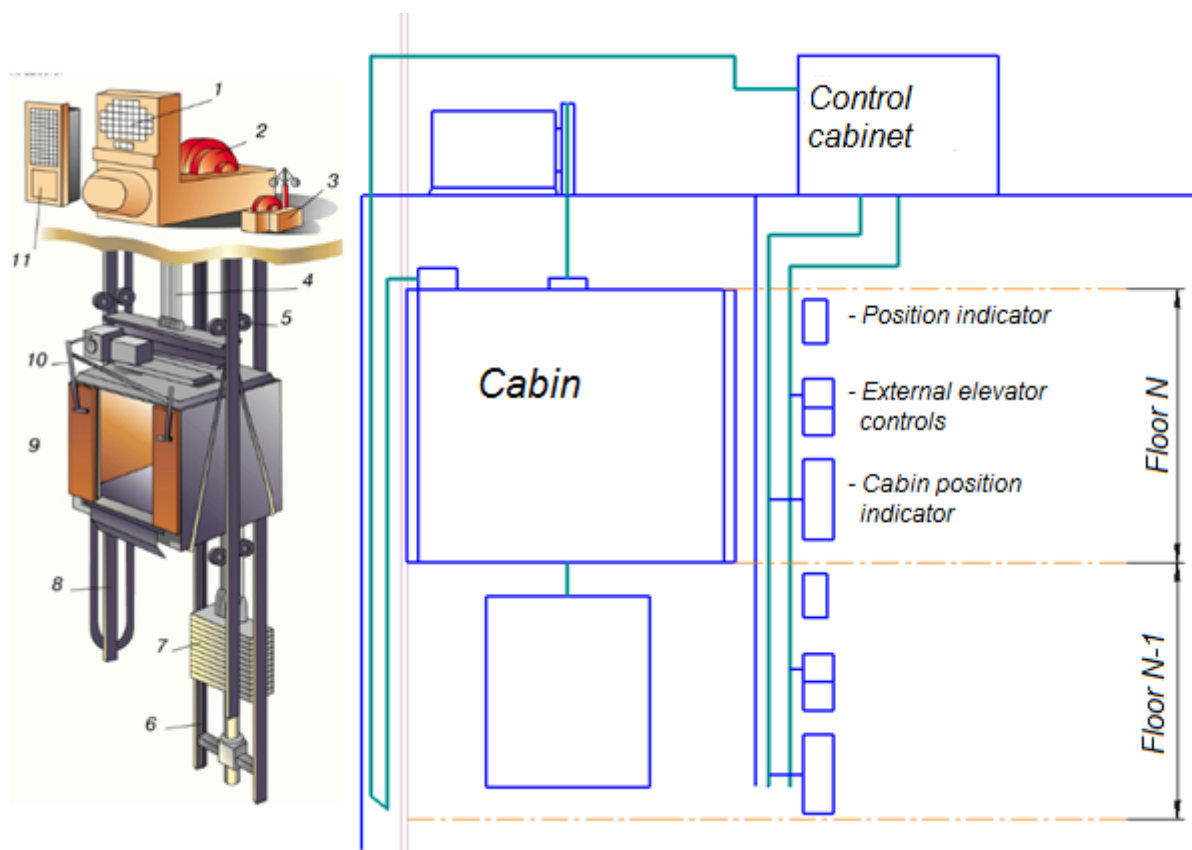 1
2
3
11
4
5
10
9
8
7
6
Control
cabinet
Cabin
- Position indicator
- External elevator
controls
- Cabin position
indicator
Floor N
Floor N-1